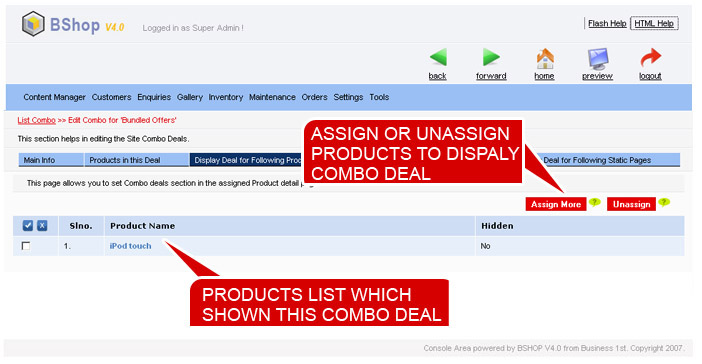 BShop V4.0
Logged in as Super Admin !
Flash Help HTML Help
back forward home preview logout
Content Manager Customers Enquiries Gallery Inventory Maintenance Orders Settings Tools
List Combo >> Edit Combo for 'Bundled Offers'
This section helps in editing the Site Combo Deals.
ASSIGN OR UNASSIGN
PRODUCTS TO DISPALY
COMBO DEAL
Main Info Products in this Deal Display Deal for Following Deal for Following Static Pages
This page allows you to set Combo deals section in the assigned Product detail
Assign More ? Unassign ?
Slno. Product Name Hidden
1. iPod touch No
PRODUCTS LIST WHICH
SHOWN THIS COMBO DEAL
Console Area powered by BSHOP V4.0 from Business 1st. Copyright 2007.